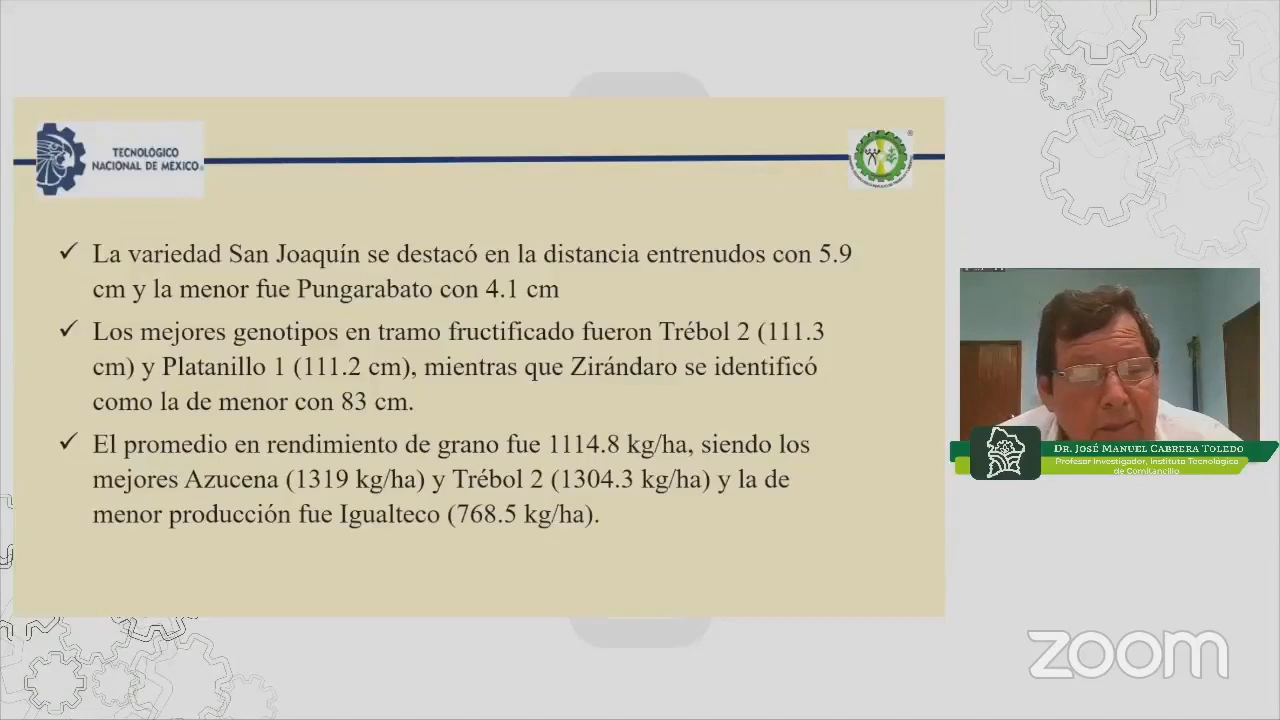 TECNOLÓGICO
NACIONAL DE MÉXICO
La variedad San Joaquín se destacó en la distancia entrenudos con 5.9
cm y la menor fue Pungarabato con 4.1 cm
Los mejores genotipos en tramo fructificado fueron Trébol 2 (111.3
cm) y Platanillo 1 (111.2 cm), mientras que Zirándaro se identificó
como la de menor con 83 cm.
El promedio en rendimiento de grano fue 1114.8 kg/ha, siendo los
mejores Azucena (1319 kg/ha) y Trébol 2 (1304.3 kg/ha) y la de
menor producción fue Igualteco (768.5 kg/ha).
DR. JOSÉ MANUEL CABRERA TOLEDO
Profesor Investigador, Instituto Tecnológico
de Comitancillo
zoom